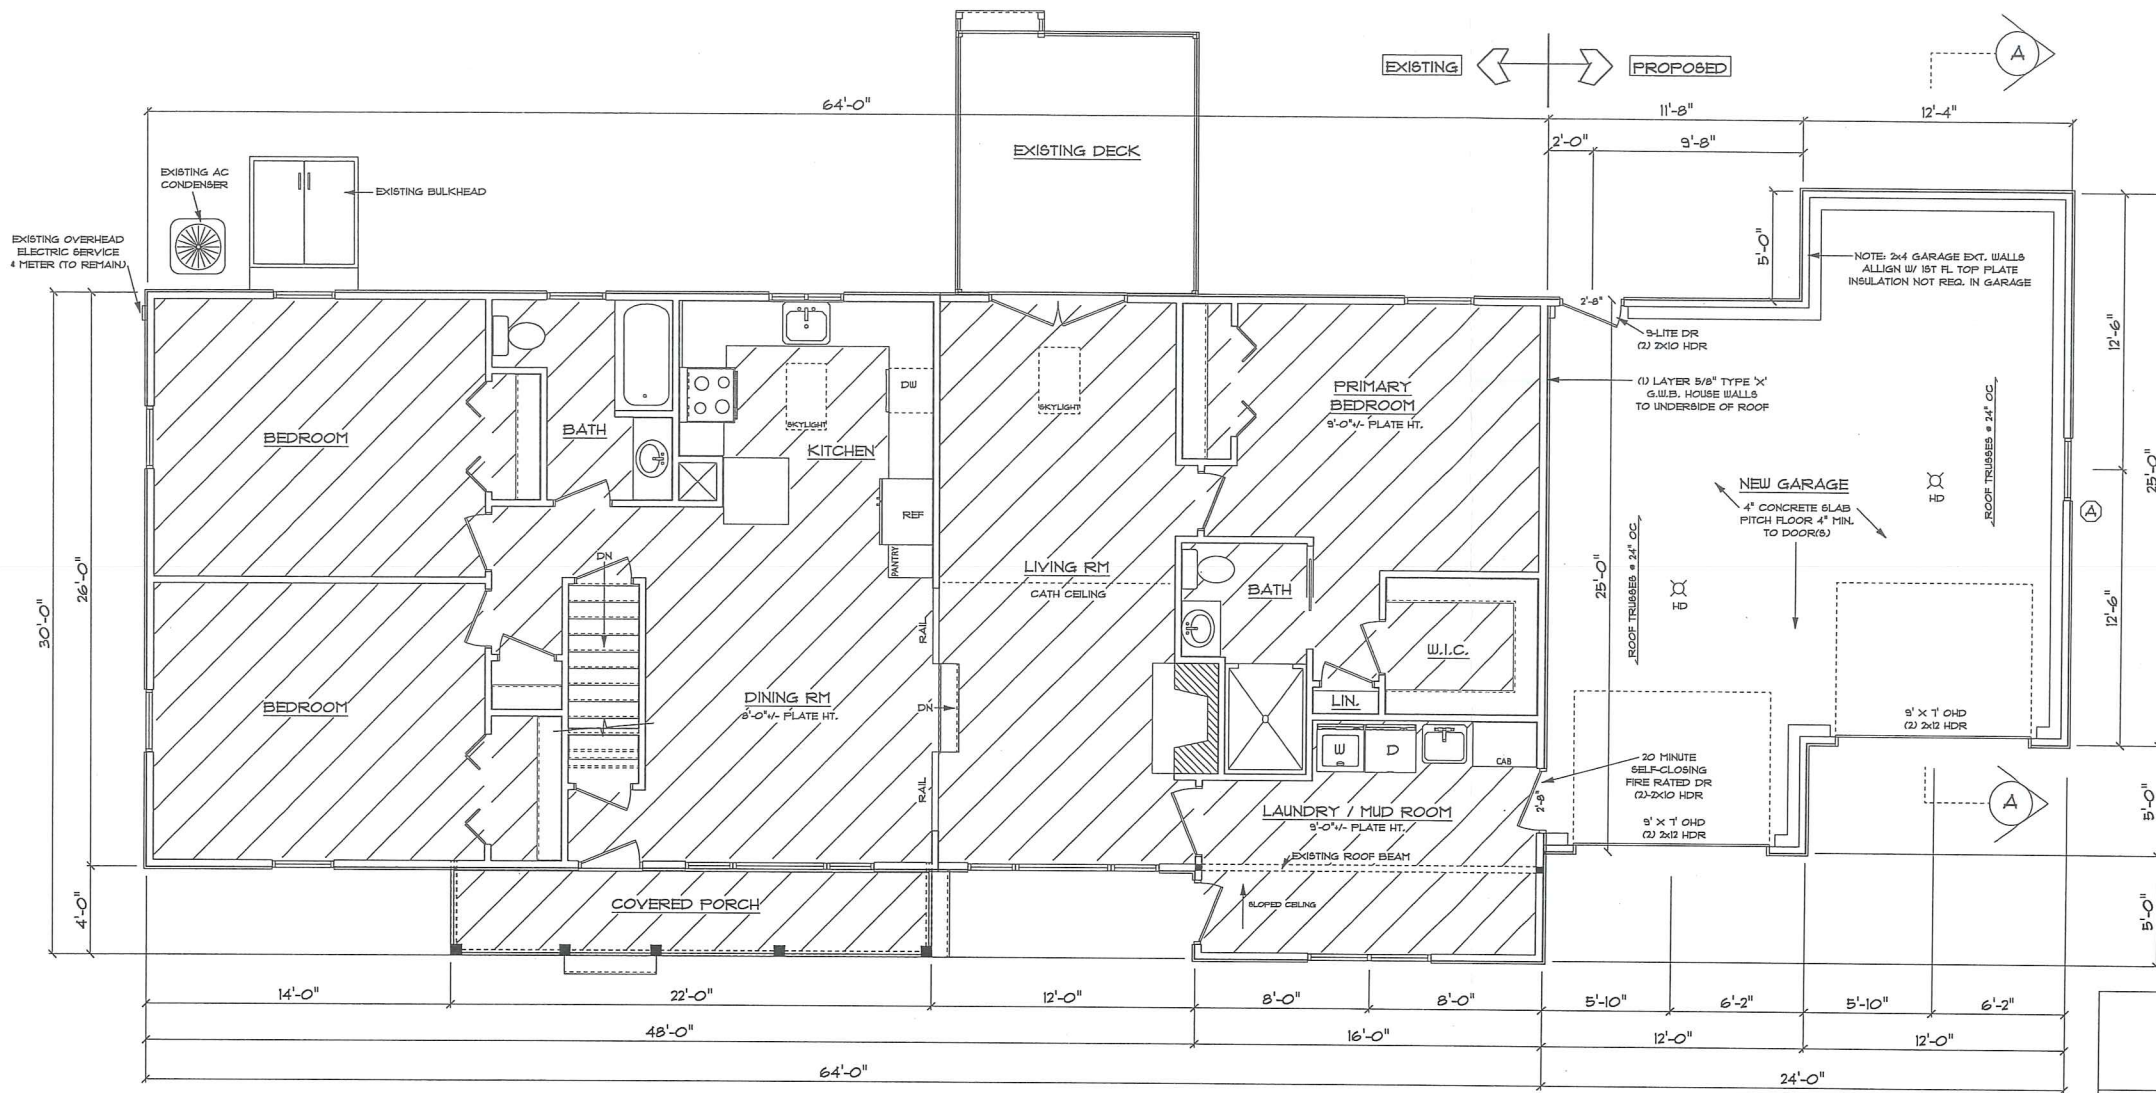 EXISTING
PROPOSED
A
64'-0"
11'-8"
12'-4"
2'-0"
9'-8"
EXISTING DECK
EXISTING AC
CONDENSER
EXISTING BULKHEAD
EXISTING OVERHEAD
ELECTRIC SERVICE
& METER (TO REMAIN)
5'-0"
NOTE: 2x4 GARAGE EXT. WALLS
ALLIGN W/ 1ST FL TOP PLATE
INSULATION NOT REQ. IN GARAGE
2'-8"
9-LITE DR
(2) 2X10 HDR
12'-6"
(1) LAYER 5/8" TYPE 'X'
G.W.B. HOUSE WALLS
TO UNDERSIDE OF ROOF
BEDROOM
BATH
SKYLIGHT
KITCHEN
DW
REF
PANTRY
SKYLIGHT
PRIMARY
BEDROOM
9'-0"+/- PLATE HT.
ROOF TRUSSES @ 24" OC
NEW GARAGE
4" CONCRETE SLAB
PITCH FLOOR 4" MIN.
TO DOOR(S)
HD
25'-0"
A
30'-0"
26'-0"
DN
LIVING RM
CATH CEILING
BATH
25'-0"
ROOF TRUSSES @ 24" OC
HD
12'-6"
RAIL
W.I.C.
BEDROOM
DINING RM
8'-0"+/- PLATE HT.
DN
LIN.
9' X 7' OHD
(2) 2x12 HDR
W
D
CAB
20 MINUTE
SELF-CLOSING
FIRE RATED DR
(2)-2X10 HDR
RAIL
2'-8"
A
5'-0"
LAUNDRY / MUD ROOM
9'-0"+/- PLATE HT.
9' X 7' OHD
(2) 2x12 HDR
EXISTING ROOF BEAM
4'-0"
COVERED PORCH
SLOPED CEILING
5'-0"
14'-0"
22'-0"
12'-0"
8'-0"
8'-0"
5'-10"
6'-2"
5'-10"
6'-2"
48'-0"
16'-0"
12'-0"
12'-0"
64'-0"
24'-0"